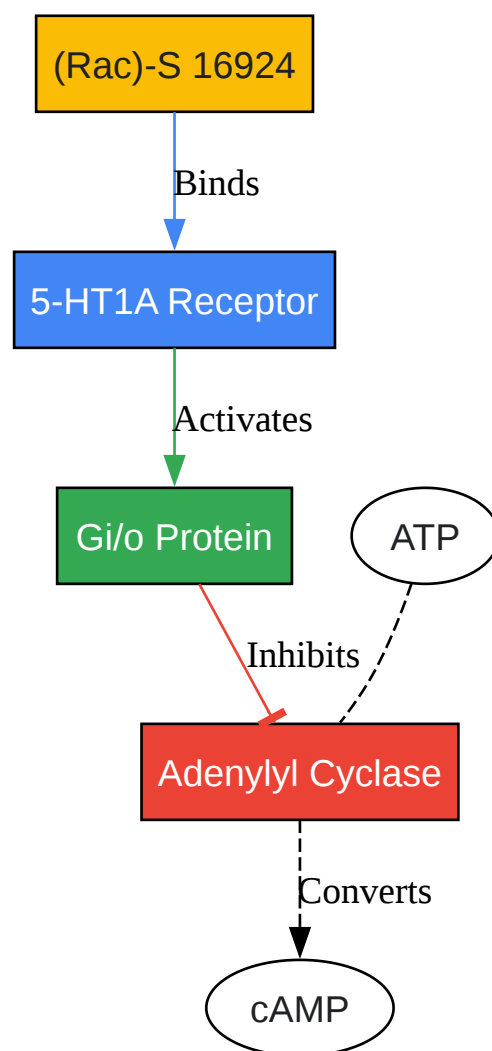 (Rac)-S 16924
Binds
5-HT1A Receptor
Activates
Gi/o Protein
ATP
Inhibits
Adenylyl Cyclase
Converts
cAMP